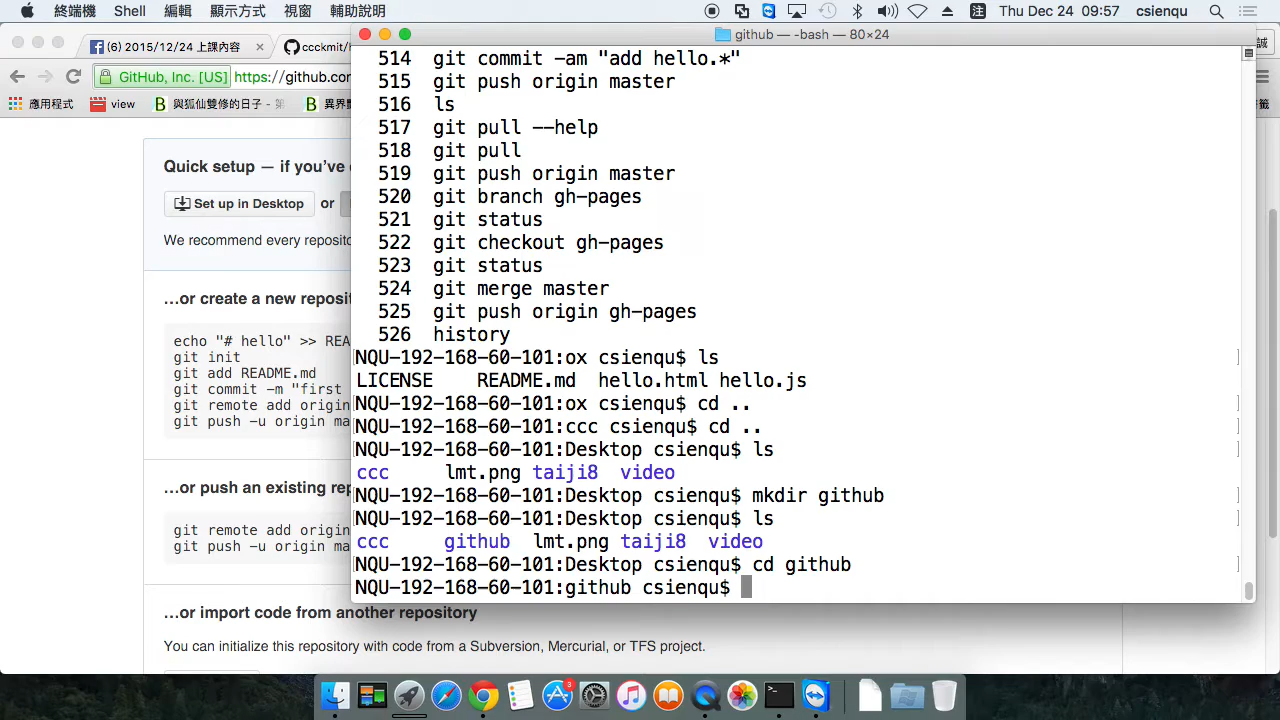 終端機 Shell 編輯 顯示方式 視窗 輔助說明 Thu Dec 24 09:57 csienqu
(6) 2015/12/24 上課內容 ccckmit/
GitHub, Inc. [US] https://github.com
應用程式 view 與狐仙雙修的日子 - 第 異界
Quick setup — if you've
Set up in Desktop or
We recommend every reposito
…or create a new reposit
echo "# hello" >> REA
git init
git add README.md
git commit -m "first
git remote add origin
git push -u origin ma
…or push an existing rep
git remote add origin
git push -u origin ma
…or import code from another repository
You can initialize this repository with code from a Subversion, Mercurial, or TFS project.
github — -bash — 80×24
514 git commit -am "add hello.*"
515 git push origin master
516 ls
517 git pull --help
518 git pull
519 git push origin master
520 git branch gh-pages
521 git status
522 git checkout gh-pages
523 git status
524 git merge master
525 git push origin gh-pages
526 history
NQU-192-168-60-101:ox csienqu$ ls
LICENSE README.md hello.html hello.js
NQU-192-168-60-101:ox csienqu$ cd ..
NQU-192-168-60-101:ccc csienqu$ cd ..
NQU-192-168-60-101:Desktop csienqu$ ls
ccc lmt.png taiji8 video
NQU-192-168-60-101:Desktop csienqu$ mkdir github
NQU-192-168-60-101:Desktop csienqu$ ls
ccc github lmt.png taiji8 video
NQU-192-168-60-101:Desktop csienqu$ cd github
NQU-192-168-60-101:github csienqu$
誠
籤
3